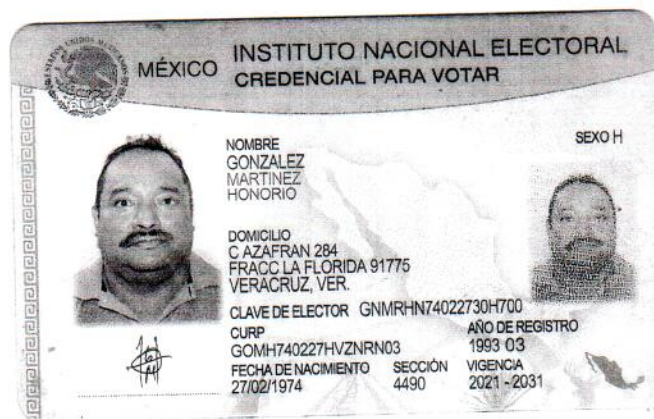 MÉXICO
INSTITUTO NACIONAL ELECTORAL
CREDENCIAL PARA VOTAR
NOMBRE
GONZALEZ
MARTINEZ
HONORIO
SEXO H
DOMICILIO
C AZAFRAN 284
FRACC LA FLORIDA 91775
VERACRUZ, VER.
CLAVE DE ELECTOR GNMRHN74022730H700
CURP
GOMH740227HVZNRN03
AÑO DE REGISTRO
1993 03
FECHA DE NACIMIENTO
27/02/1974
SECCIÓN
4490
VIGENCIA
2021 - 2031